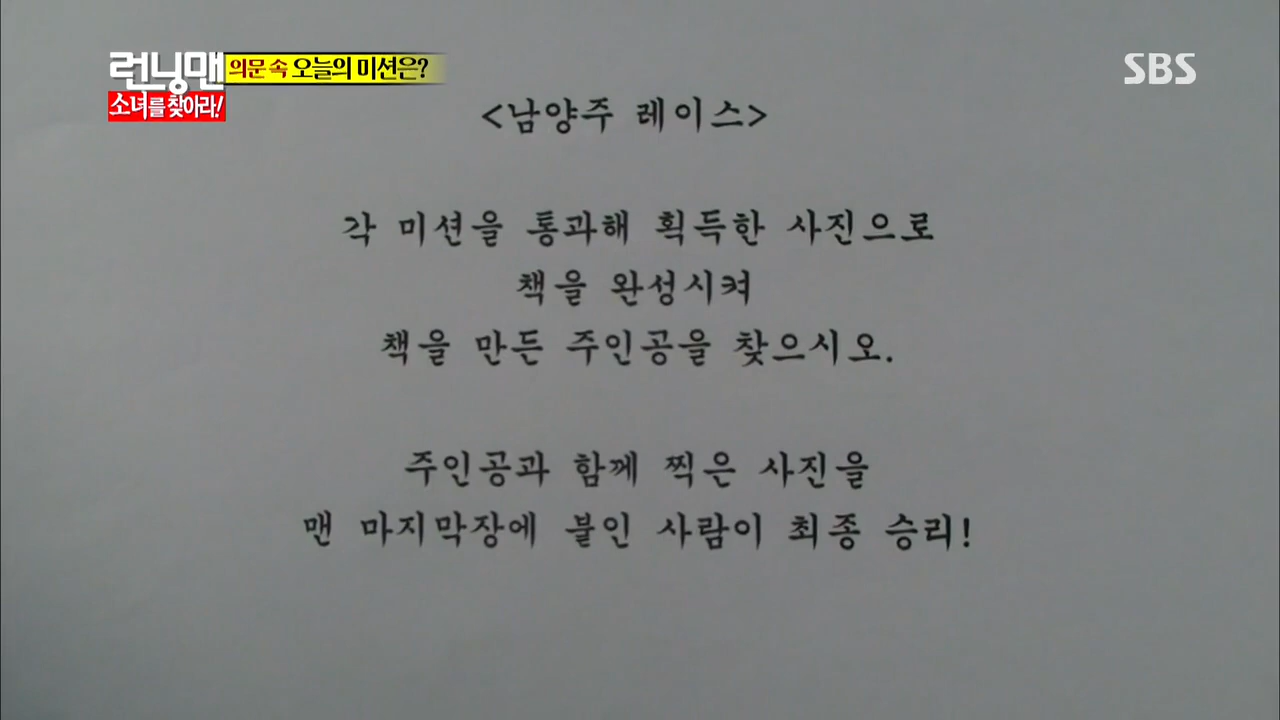 런닝맨 의문 속 오늘의 미션은?
소녀를 찾아라!
SBS
<남양주 레이스>
각 미션을 통과해 획득한 사진으로
책을 완성시켜
책을 만든 주인공을 찾으시오.
주인공과 함께 찍은 사진을
맨 마지막장에 붙인 사람이 최종 승리!